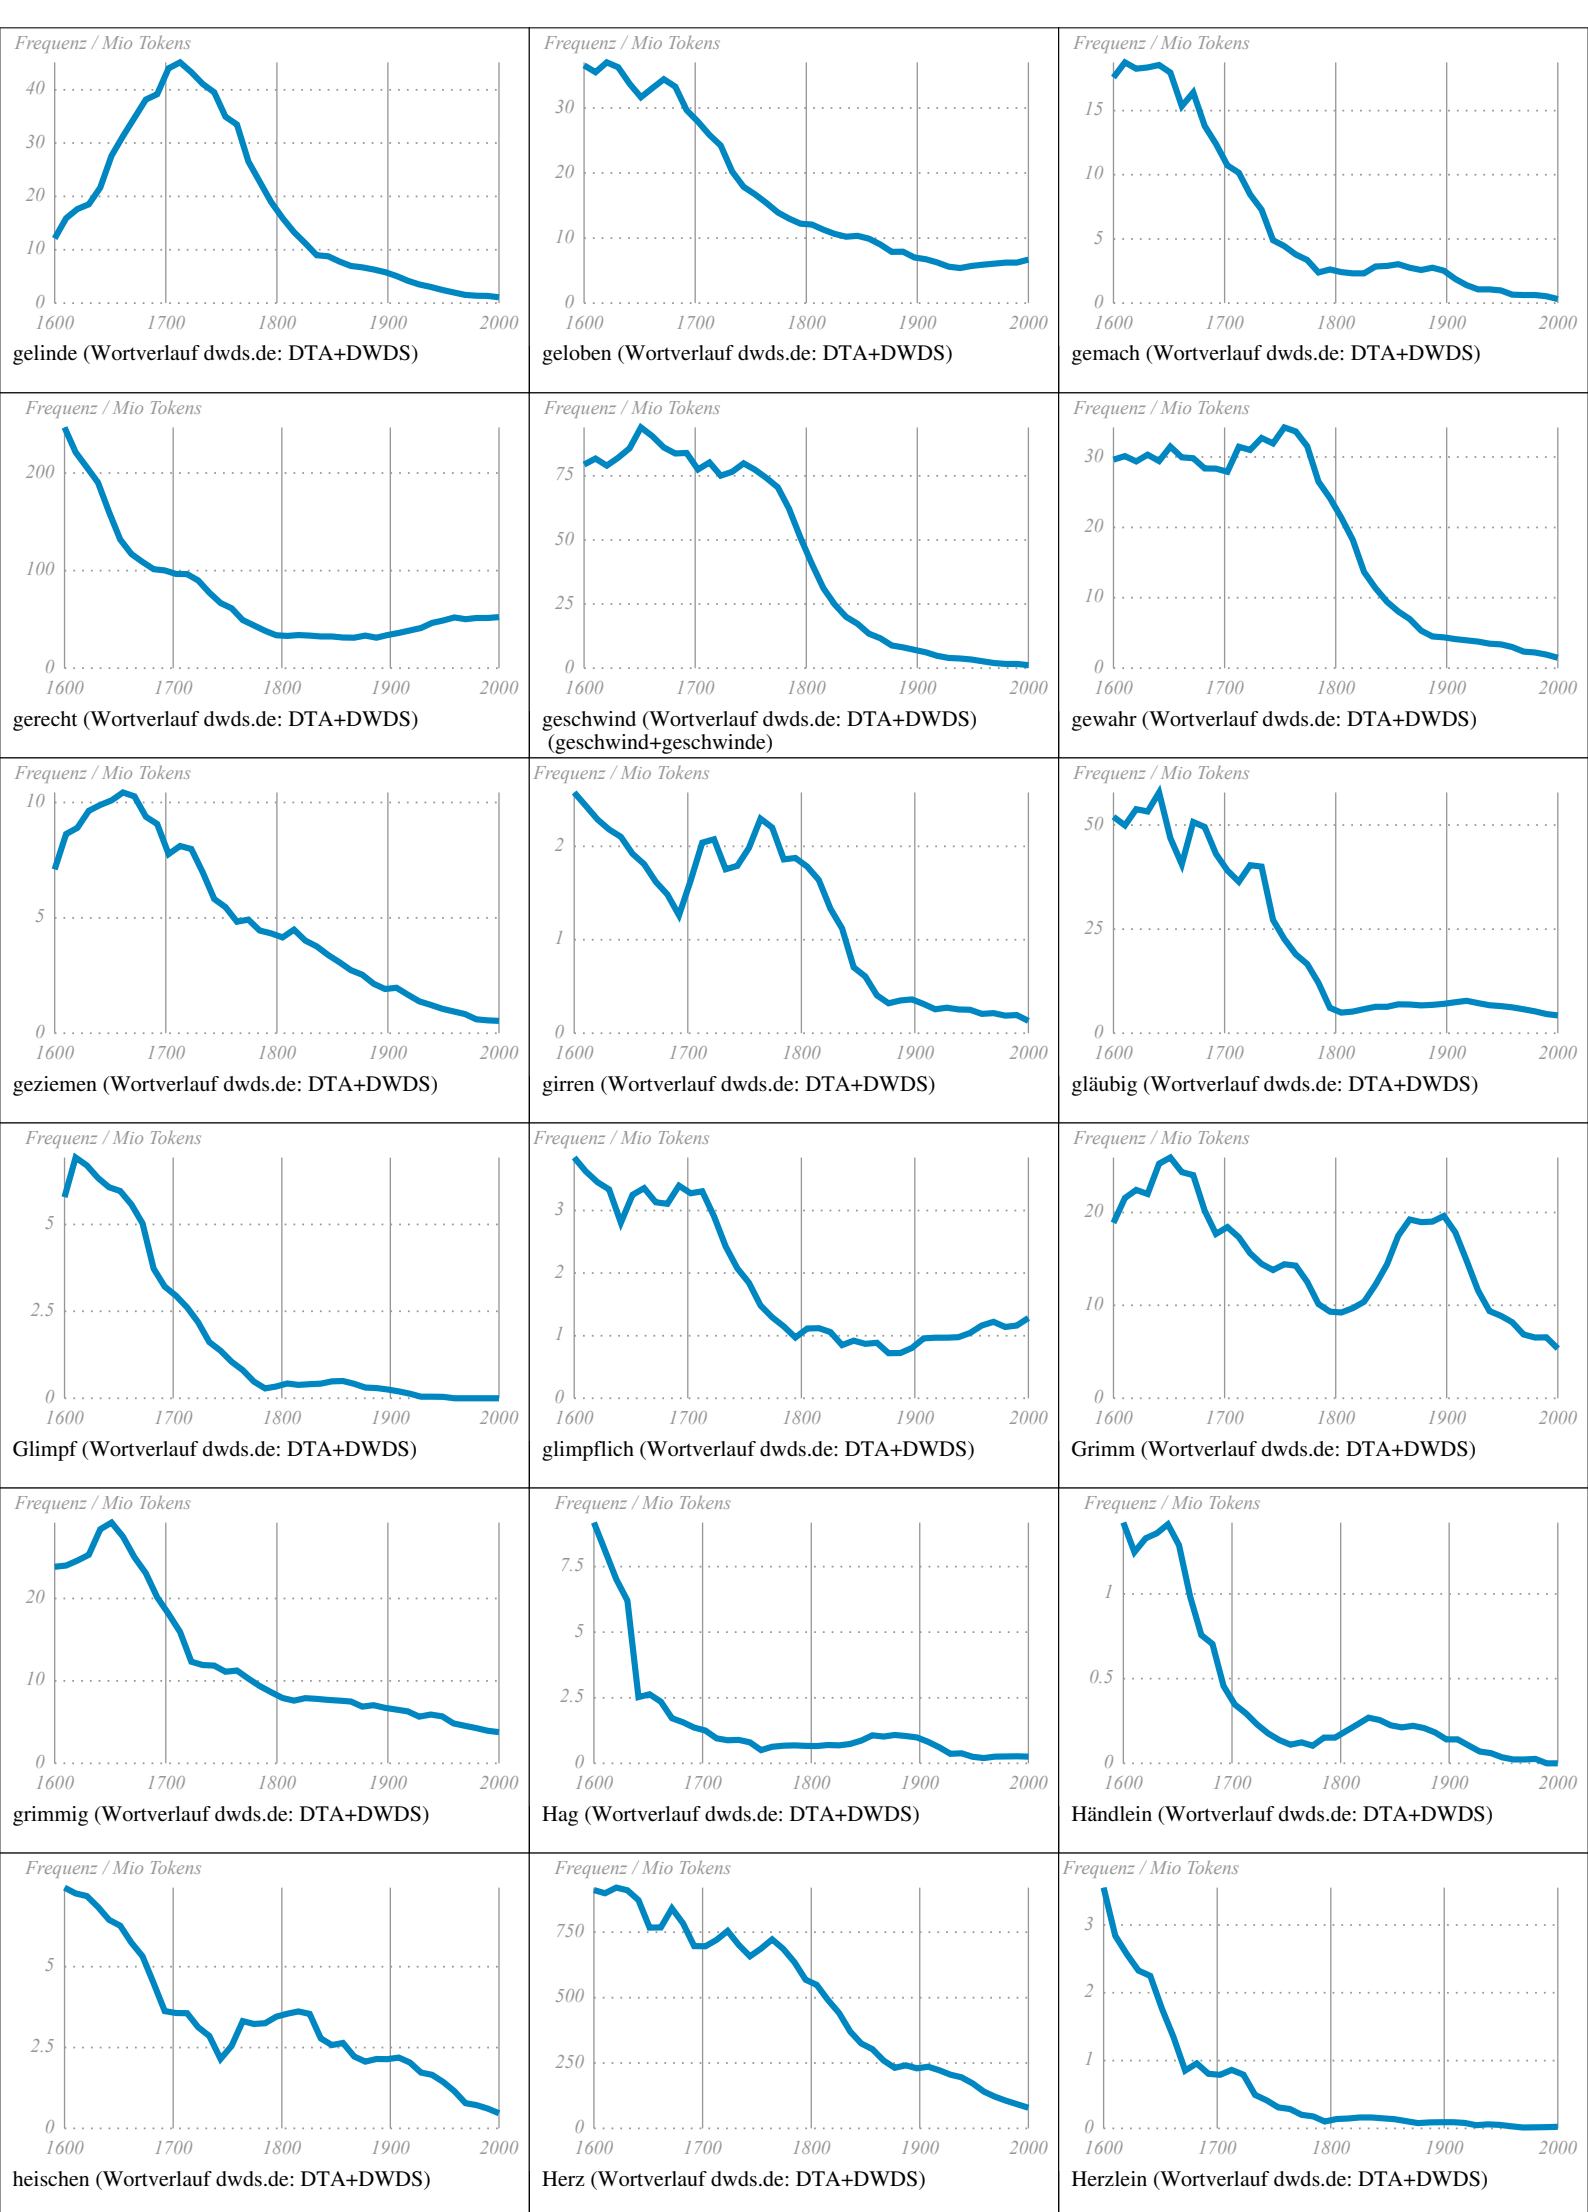 Frequenz / Mio Tokens
40
30
20
10
0
1600 1700 1800 1900 2000
gelinde (Wortverlauf dwds.de: DTA+DWDS)
Frequenz / Mio Tokens
30
20
10
0
1600 1700 1800 1900 2000
geloben (Wortverlauf dwds.de: DTA+DWDS)
Frequenz / Mio Tokens
15
10
5
0
1600 1700 1800 1900 2000
gemach (Wortverlauf dwds.de: DTA+DWDS)
Frequenz / Mio Tokens
200
100
0
1600 1700 1800 1900 2000
gerecht (Wortverlauf dwds.de: DTA+DWDS)
Frequenz / Mio Tokens
75
50
25
0
1600 1700 1800 1900 2000
geschwind (Wortverlauf dwds.de: DTA+DWDS)
(geschwind+geschwinde)
Frequenz / Mio Tokens
30
20
10
0
1600 1700 1800 1900 2000
gewahr (Wortverlauf dwds.de: DTA+DWDS)
Frequenz / Mio Tokens
10
5
0
1600 1700 1800 1900 2000
geziemen (Wortverlauf dwds.de: DTA+DWDS)
Frequenz / Mio Tokens
2
1
0
1600 1700 1800 1900 2000
girren (Wortverlauf dwds.de: DTA+DWDS)
Frequenz / Mio Tokens
50
25
0
1600 1700 1800 1900 2000
gläubig (Wortverlauf dwds.de: DTA+DWDS)
Frequenz / Mio Tokens
5
2.5
0
1600 1700 1800 1900 2000
Glimpf (Wortverlauf dwds.de: DTA+DWDS)
Frequenz / Mio Tokens
3
2
1
0
1600 1700 1800 1900 2000
glimpflich (Wortverlauf dwds.de: DTA+DWDS)
Frequenz / Mio Tokens
20
10
0
1600 1700 1800 1900 2000
Grimm (Wortverlauf dwds.de: DTA+DWDS)
Frequenz / Mio Tokens
20
10
0
1600 1700 1800 1900 2000
grimmig (Wortverlauf dwds.de: DTA+DWDS)
Frequenz / Mio Tokens
7.5
5
2.5
0
1600 1700 1800 1900 2000
Hag (Wortverlauf dwds.de: DTA+DWDS)
Frequenz / Mio Tokens
1
0.5
0
1600 1700 1800 1900 2000
Händlein (Wortverlauf dwds.de: DTA+DWDS)
Frequenz / Mio Tokens
5
2.5
0
1600 1700 1800 1900 2000
heischen (Wortverlauf dwds.de: DTA+DWDS)
Frequenz / Mio Tokens
750
500
250
0
1600 1700 1800 1900 2000
Herz (Wortverlauf dwds.de: DTA+DWDS)
Frequenz / Mio Tokens
3
2
1
0
1600 1700 1800 1900 2000
Herzlein (Wortverlauf dwds.de: DTA+DWDS)